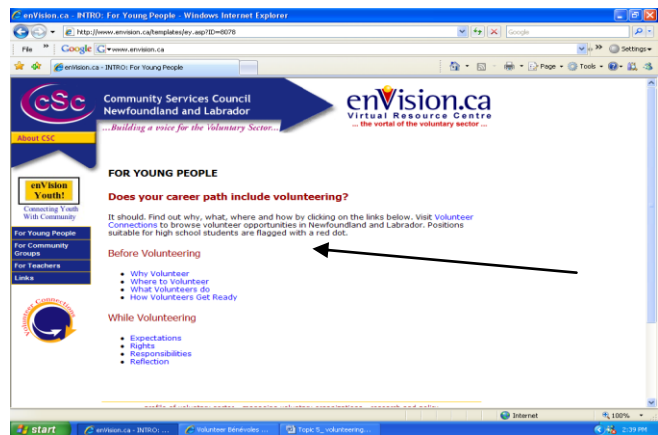 enVision.ca - INTRO: For Young People - Windows Internet Explorer
http://www.envision.ca/templates/ey.asp?ID=8078
Google
File
Google
www.envision.ca
Settings
enVision.ca - INTRO: For Young People
Page
Tools
CSC
Community Services Council
Newfoundland and Labrador
...Building a voice for the Voluntary Sector...
enVision.ca
Virtual Resource Centre
... the vortal of the voluntary sector ...
About CSC
enVision
Youth!
Connecting Youth
With Community
For Young People
For Community
Groups
For Teachers
Links
Volunteer Connections
FOR YOUNG PEOPLE
Does your career path include volunteering?
It should. Find out why, what, where and how by clicking on the links below. Visit Volunteer
Connections to browse volunteer opportunities in Newfoundland and Labrador. Positions
suitable for high school students are flagged with a red dot.
Before Volunteering
Why Volunteer
Where to Volunteer
What Volunteers do
How Volunteers Get Ready
While Volunteering
Expectations
Rights
Responsibilities
Reflection
Internet
100%
start
enVision.ca - INTRO: ...
Volunteer Bénévoles ...
Topic 5_ volunteering...
2:39 PM